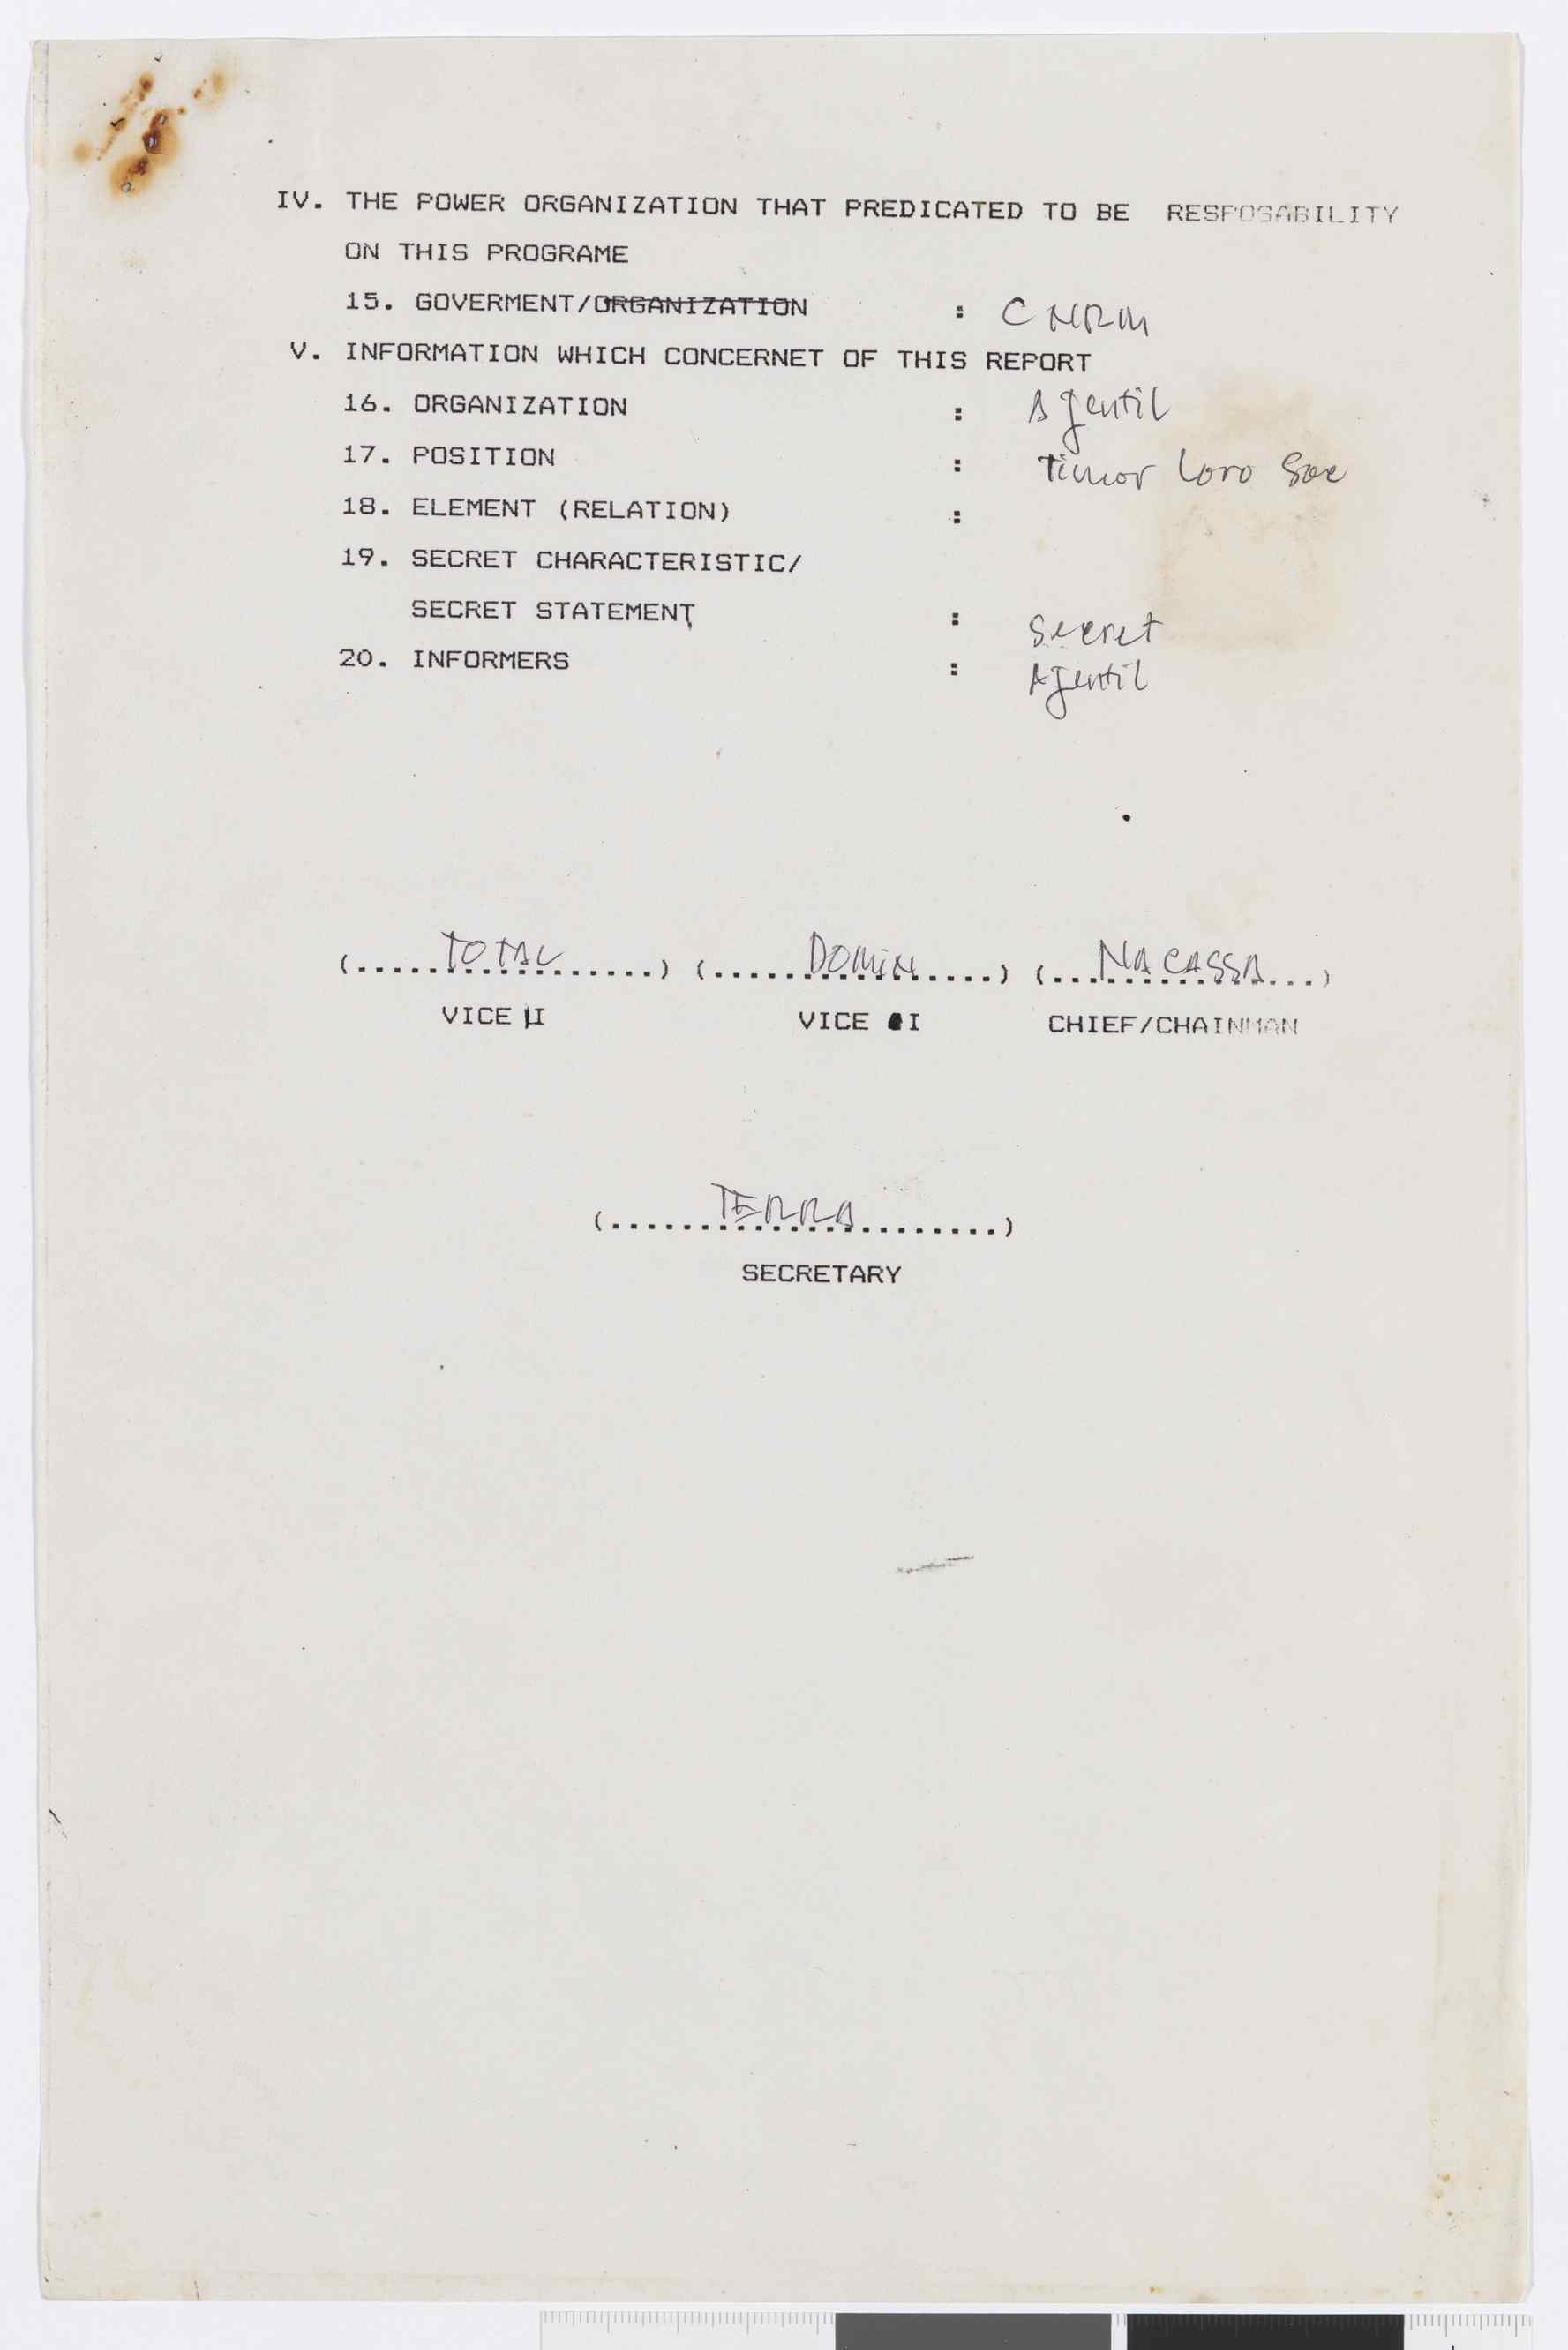 IV. THE POWER ORGANIZATION THAT PREDICATED TO BE RESPOSABILITY
ON THIS PROGRAME
15. GOVERMENT/ORGANIZATION : CNRM
V. INFORMATION WHICH CONCERNET OF THIS REPORT
16. ORGANIZATION : Ajentil
17. POSITION : Timor Loro Sae
18. ELEMENT (RELATION) :
19. SECRET CHARACTERISTIC/
SECRET STATEMENT : Secret
20. INFORMERS : Ajentil
(.....TOTAL.....) (.....DOMIN.....) (...NACASSA...)
VICE II VICE I CHIEF/CHAINMAN
(.....TERRA.....)
SECRETARY